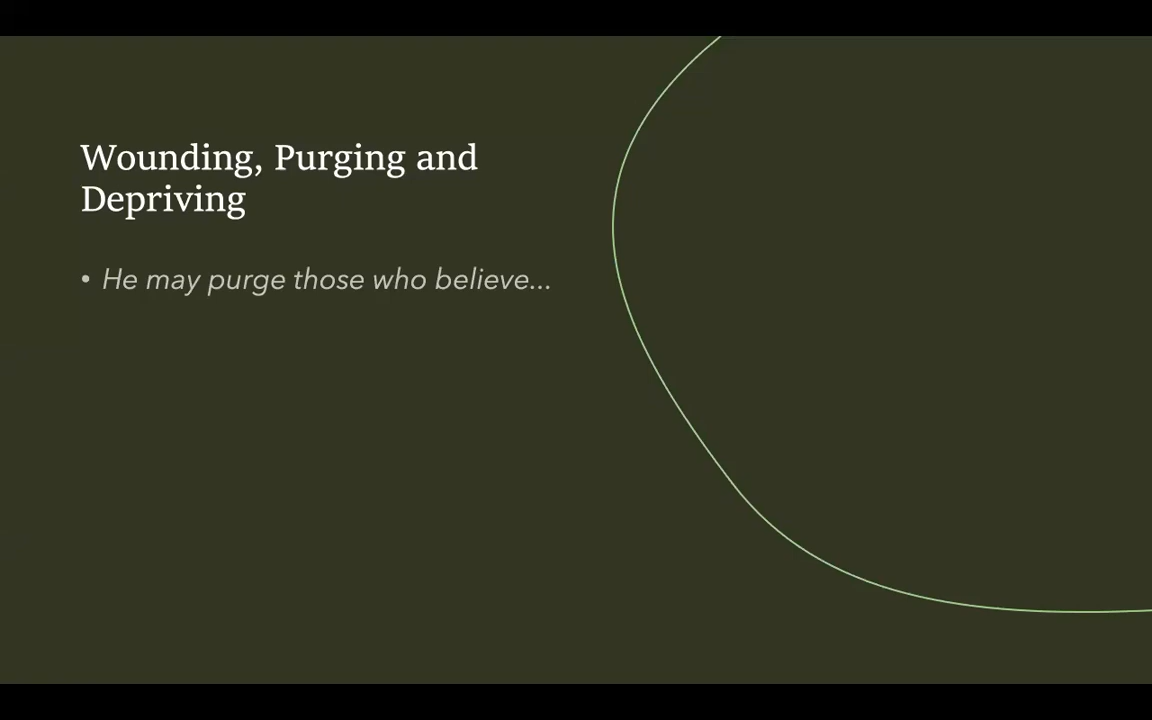 Wounding, Purging and
Depriving
• He may purge those who believe...